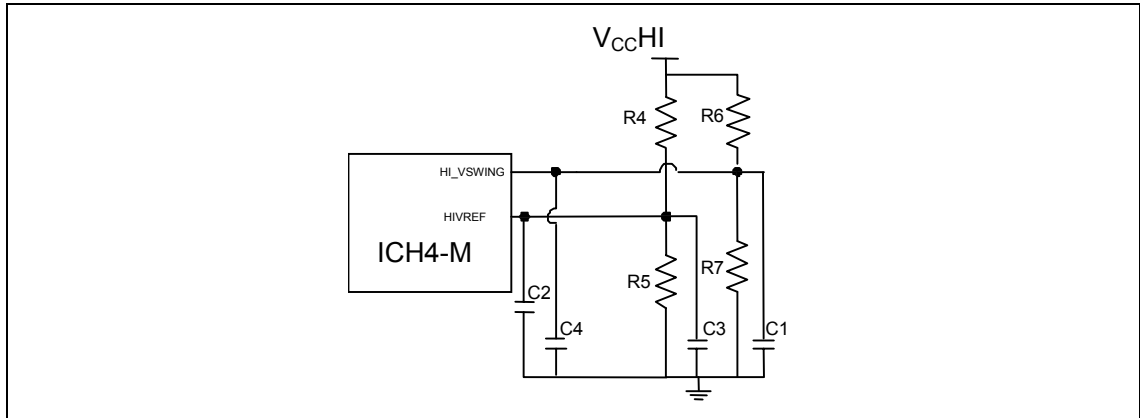 VCCHI
R4
R6
HI_VSWING
HIVREF
ICH4-M
R5
R7
C2
C4
C3
C1